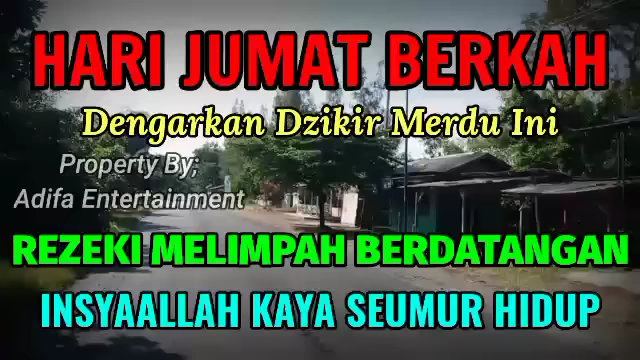 HARI JUMAT BERKAH
Dengarkan Dzikir Merdu Ini
Property By;
Adifa Entertainment
REZEKI MELIMPAH BERDATANGAN
INSYAALLAH KAYA SEUMUR HIDUP